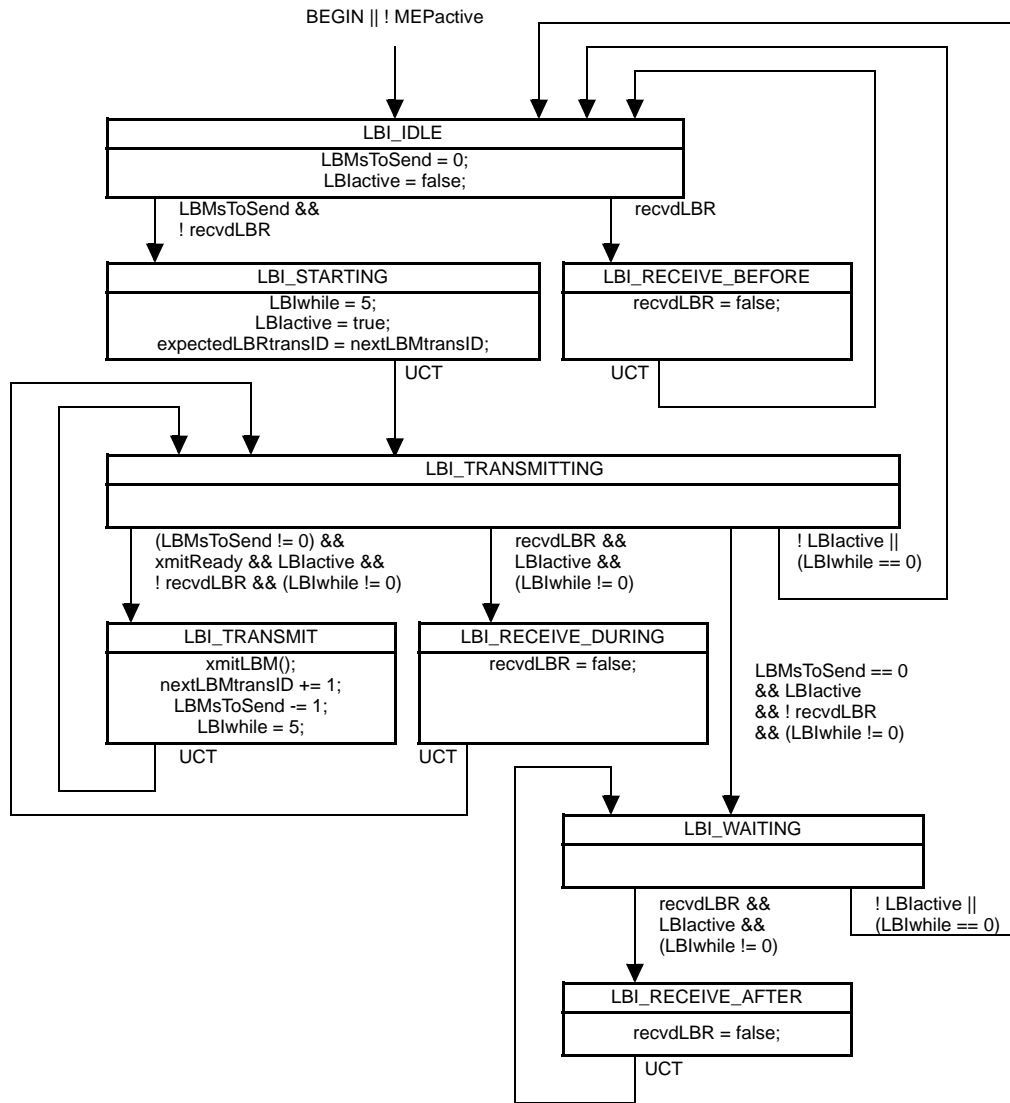 BEGIN || ! MEPactive
LBI_IDLE
LBMsToSend = 0;
LBIactive = false;
LBMsToSend &&
! recvdLBR
recvdLBR
LBI_STARTING
LBIwhile = 5;
LBIactive = true;
expectedLBRtransID = nextLBMtransID;
UCT
LBI_RECEIVE_BEFORE
recvdLBR = false;
UCT
LBI_TRANSMITTING
(LBMsToSend != 0) &&
xmitReady && LBIactive &&
! recvdLBR && (LBIwhile != 0)
recvdLBR &&
LBIactive &&
(LBIwhile != 0)
! LBIactive ||
(LBIwhile == 0)
LBI_TRANSMIT
xmitLBM();
nextLBMtransID += 1;
LBMsToSend -= 1;
LBIwhile = 5;
UCT
LBI_RECEIVE_DURING
recvdLBR = false;
UCT
LBMsToSend == 0
&& LBIactive
&& ! recvdLBR
&& (LBIwhile != 0)
LBI_WAITING
recvdLBR &&
LBIactive &&
(LBIwhile != 0)
! LBIactive ||
(LBIwhile == 0)
LBI_RECEIVE_AFTER
recvdLBR = false;
UCT